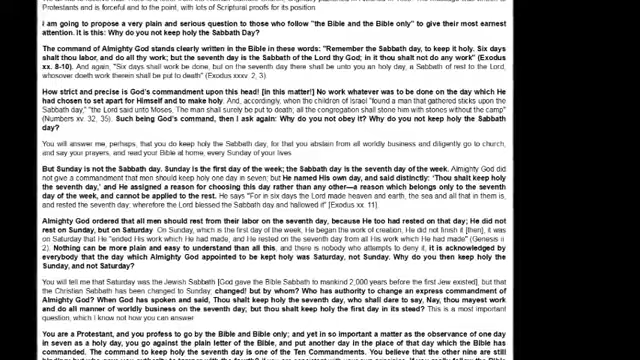 Protestants and is forceful and to the point, with lots of Scriptural proofs for its position
I am going to propose a very plain and serious question to those who follow "the Bible and the Bible only" to give their most earnest
attention. It is this: Why do you not keep holy the Sabbath Day?
The command of Almighty God stands clearly written in the Bible in these words: "Remember the Sabbath day, to keep it holy. Six days
shalt thou labor, and do all thy work; but the seventh day is the Sabbath of the Lord thy God; in it thou shalt not do any work" (Exodus
xx. 8-10). And again, "Six days shall work be done, but on the seventh day there shall be unto you an holy day, a Sabbath of rest to the Lord,
whosoever doeth work therein shall be put to death" (Exodus xxxv. 2, 3).
How strict and precise is God's commandment upon this head! [in this matter!] No work whatever was to be done on the day which He
had chosen to set apart for Himself and to make holy. And, accordingly, when the children of Israel "found a man that gathered sticks upon the
Sabbath day," "the Lord said unto Moses, The man shall surely be put to death; all the congregation shall stone him with stones without the camp"
(Numbers xv. 32, 35). Such being God's command, then I ask again: Why do you not obey it? Why do you not keep holy the Sabbath
day?
You will answer me, perhaps, that you do keep holy the Sabbath day, for that you abstain from all worldly business and diligently go to church,
and say your prayers, and read your Bible at home, every Sunday of your lives
But Sunday is not the Sabbath day. Sunday is the first day of the week; the Sabbath day is the seventh day of the week. Almighty God did
not give a commandment that men should keep holy one day in seven; but He named His own day, and said distinctly: 'Thou shalt keep holy
the seventh day,' and He assigned a reason for choosing this day rather than any other—a reason which belongs only to the seventh
day of the week, and cannot be applied to the rest. He says "For in six days the Lord made heaven and earth, the sea and all that in them is,
and rested the seventh day; wherefore the Lord blessed the Sabbath day and hallowed it" [Exodus xx. 11].
Almighty God ordered that all men should rest from their labor on the seventh day, because He too had rested on that day; He did not
rest on Sunday, but on Saturday. On Sunday, which is the first day of the week, He began the work of creation, He did not finish it [then], it was
on Saturday that He "ended His work which He had made, and He rested on the seventh day from all His work which He had made" (Genesis ii.
2). Nothing can be more plain and easy to understand than all this, and there is nobody who attempts to deny it, it is acknowledged by
everybody that the day which Almighty God appointed to be kept holy was Saturday, not Sunday. Why do you then keep holy the
Sunday, and not Saturday?
You will tell me that Saturday was the Jewish Sabbath [God gave the Bible Sabbath to mankind 2,000 years before the first Jew existed], but that
the Christian Sabbath has been changed to Sunday. changed! but by whom? Who has authority to change an express commandment of
Almighty God? When God has spoken and said, Thou shalt keep holy the seventh day, who shall dare to say, Nay, thou mayest work
and do all manner of worldly business on the seventh day, but thou shalt keep holy the first day in its stead? This is a most important
question, which I know not how you can answer
You are a Protestant, and you profess to go by the Bible and Bible only; and yet in so important a matter as the observance of one day
in seven as a holy day, you go against the plain letter of the Bible, and put another day in the place of that day which the Bible has
commanded. The command to keep holy the seventh day is one of the Ten Commandments. You believe that the other nine are still